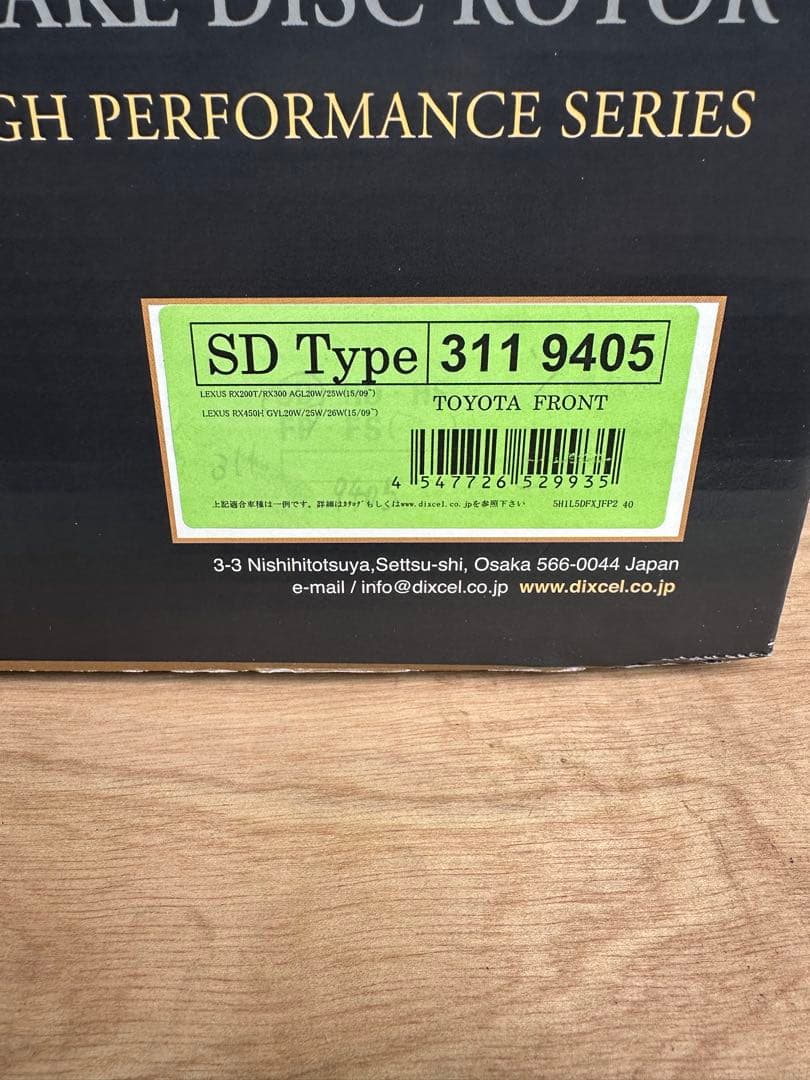 AKE DISC ROTOR
GH PERFORMANCE SERIES
SD Type 311 9405
LEXUS RX200T/RX300 AGL20W/25W(15/09~)
LEXUS RX450H GYL20W/25W/26W(15/09~)
TOYOTA FRONT
4 547726 529935
上記適合車種は一例です。詳細はｶﾀﾛｸﾞもしくはwww.dixcel.co.jpを参照下さい 5H1L5DFXJFP2 40
3-3 Nishihitotsuya,Settsu-shi, Osaka 566-0044 Japan
e-mail / info@dixcel.co.jp www.dixcel.co.jp